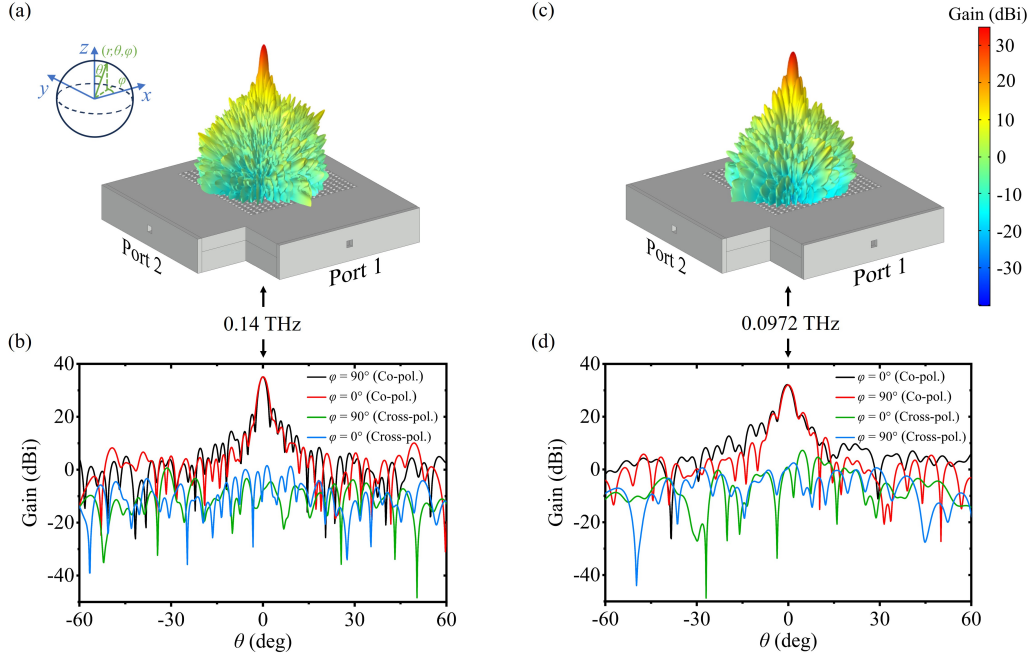 (a)
z
(r,θ,φ)
θ
φ
y
x
Port 2
Port 1
(c)
Gain (dBi)
30
20
10
0
-10
-20
-30
Port 2
Port 1
0.14 THz
0.0972 THz
(b)
40
20
0
-20
-40
Gain (dBi)
φ = 90° (Co-pol.)
φ = 0° (Co-pol.)
φ = 90° (Cross-pol.)
φ = 0° (Cross-pol.)
-60
-30
0
30
60
θ (deg)
(d)
40
20
0
-20
-40
Gain (dBi)
φ = 0° (Co-pol.)
φ = 90° (Co-pol.)
φ = 0° (Cross-pol.)
φ = 90° (Cross-pol.)
-60
-30
0
30
60
θ (deg)